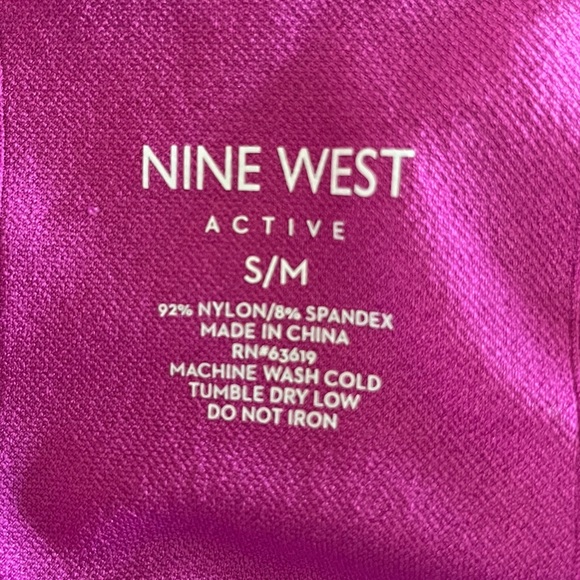 NINE WEST
ACTIVE
S/M
92% NYLON/8% SPANDEX
MADE IN CHINA
RN#63619
MACHINE WASH COLD
TUMBLE DRY LOW
DO NOT IRON